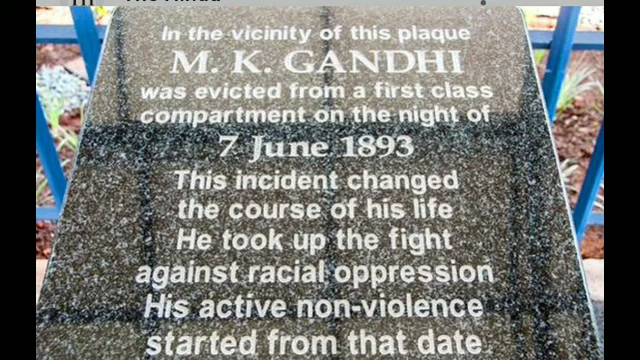 In the vicinity of this plaque
M. K. GANDHI
was evicted from a first class
compartment on the night of
7 June 1893
This incident changed
the course of his life
He took up the fight
against racial oppression
His active non-violence
started from that date